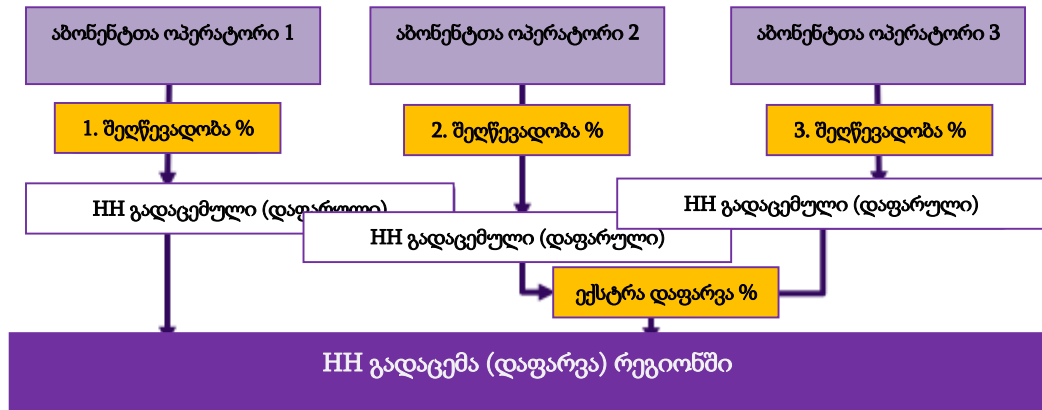 აბონენტთა ოპერატორი 1
აბონენტთა ოპერატორი 2
აბონენტთა ოპერატორი 3
1. შეღწევადობა %
2. შეღწევადობა %
3. შეღწევადობა %
HH გადაცემული (დაფარული)
HH გადაცემული (დაფარული)
HH გადაცემული (დაფარული)
ექსტრა დაფარვა %
HH გადაცემა (დაფარვა) რეგიონში